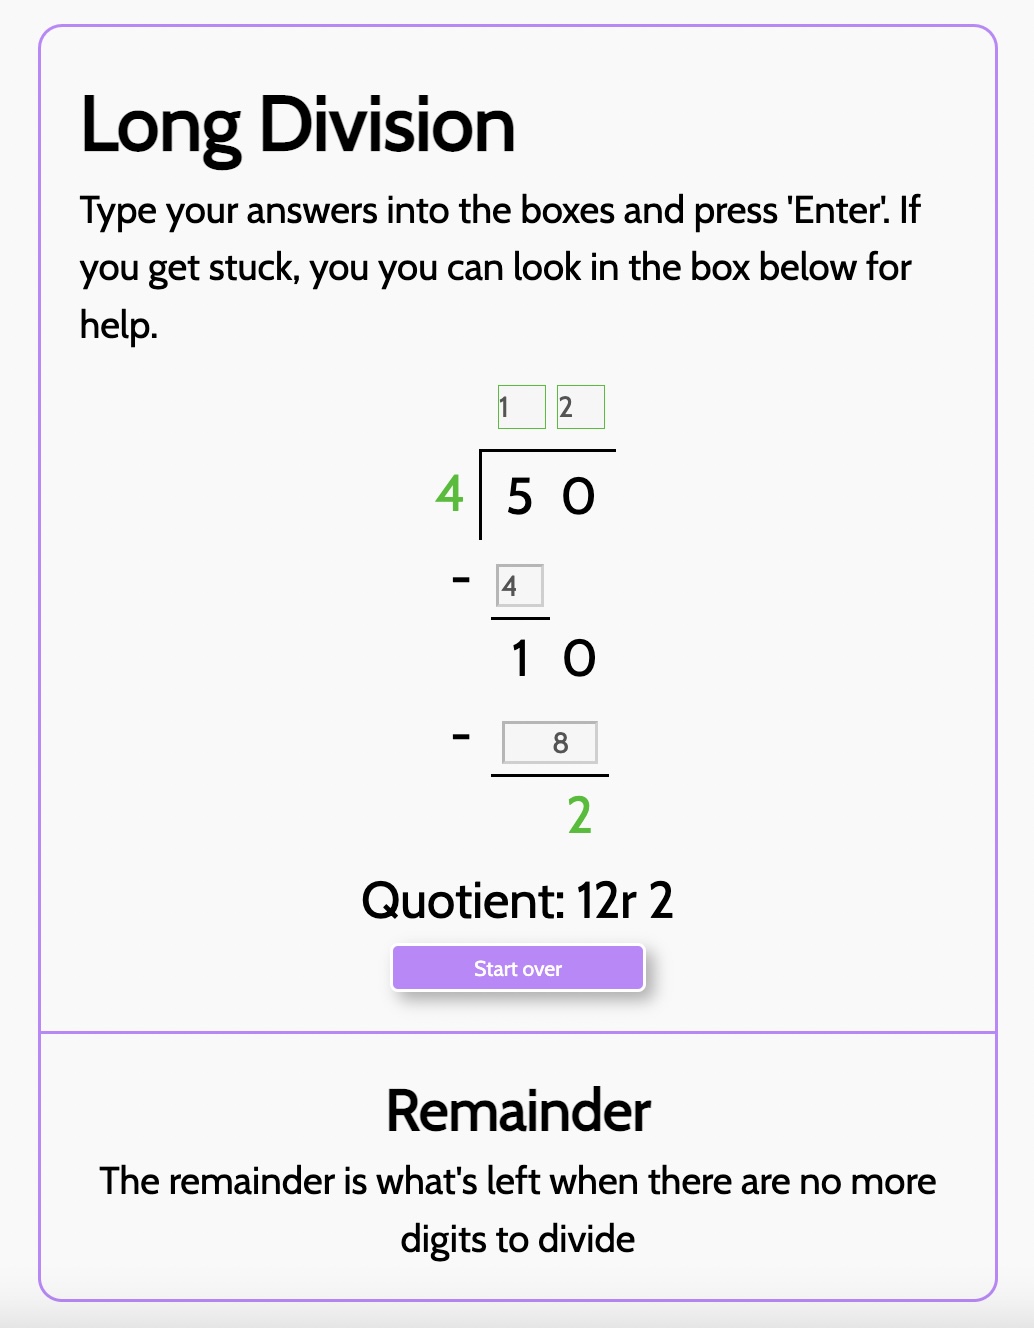 Long Division
Type your answers into the boxes and press 'Enter'. If
you get stuck, you you can look in the box below for
help.
1 2
4 5 0
- 4
1 0
- 8
2
Quotient: 12r 2
Start over
Remainder
The remainder is what's left when there are no more
digits to divide